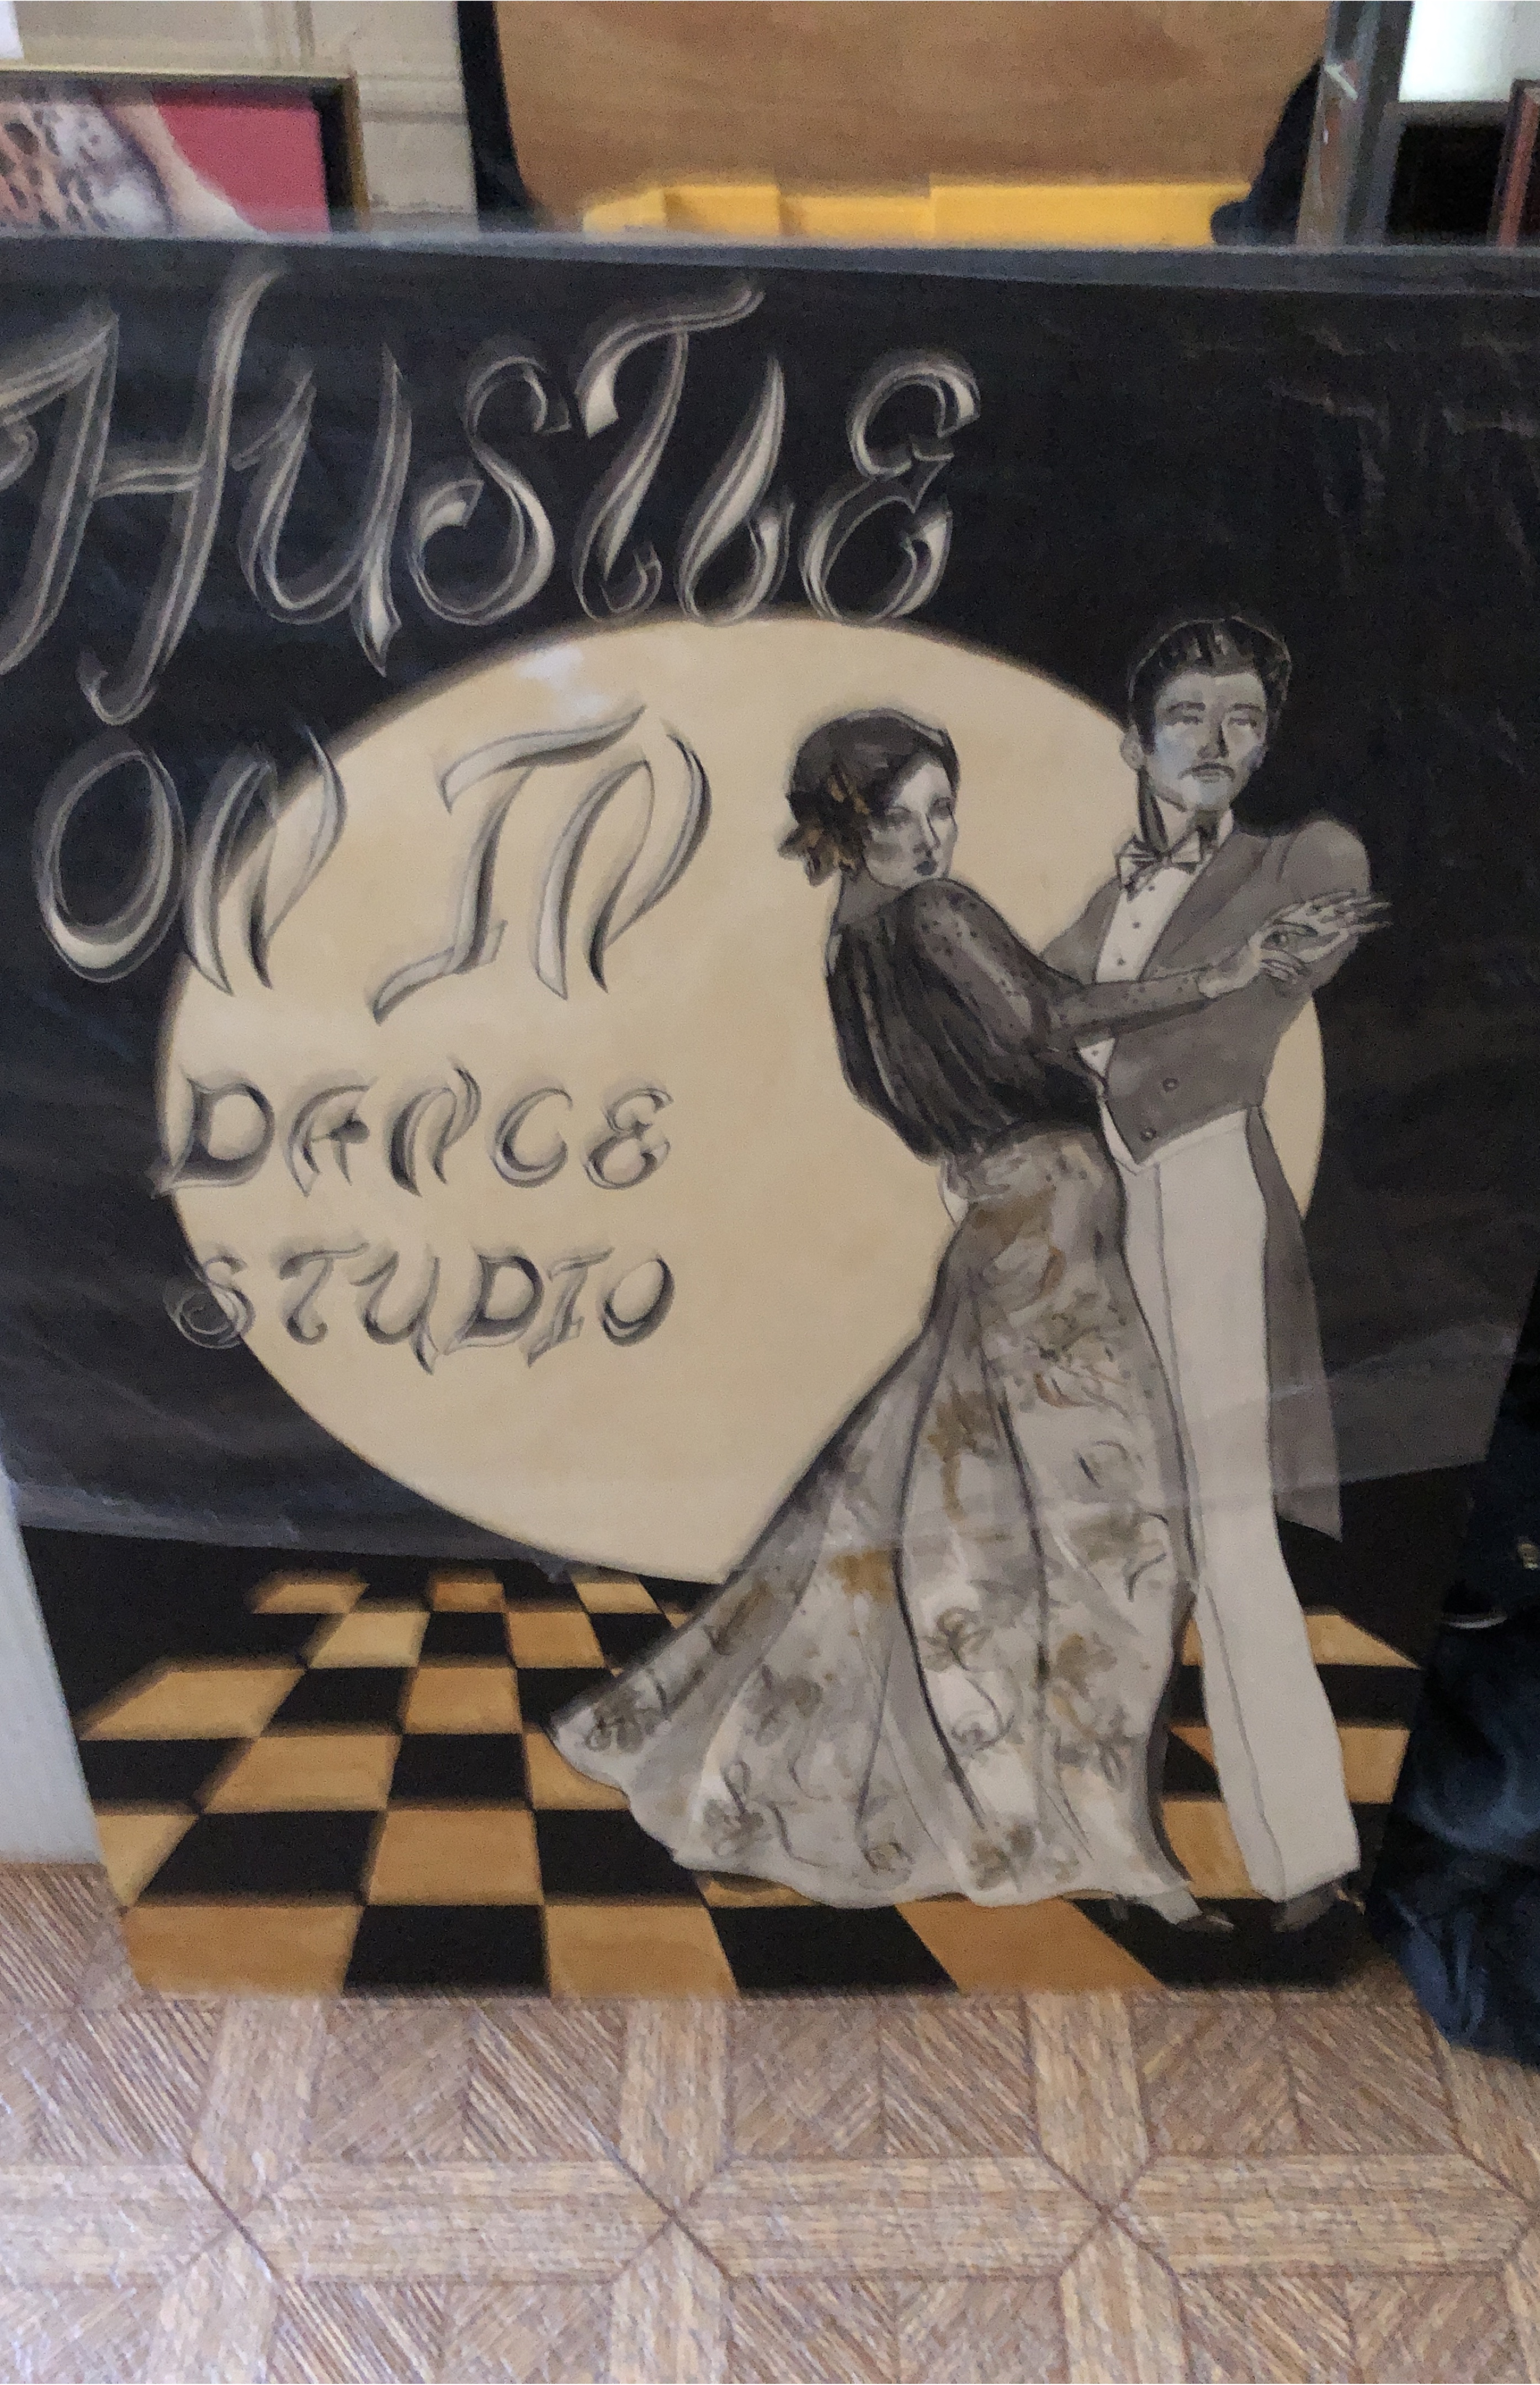 HUSTLE
ON IN
DANCE
STUDIO